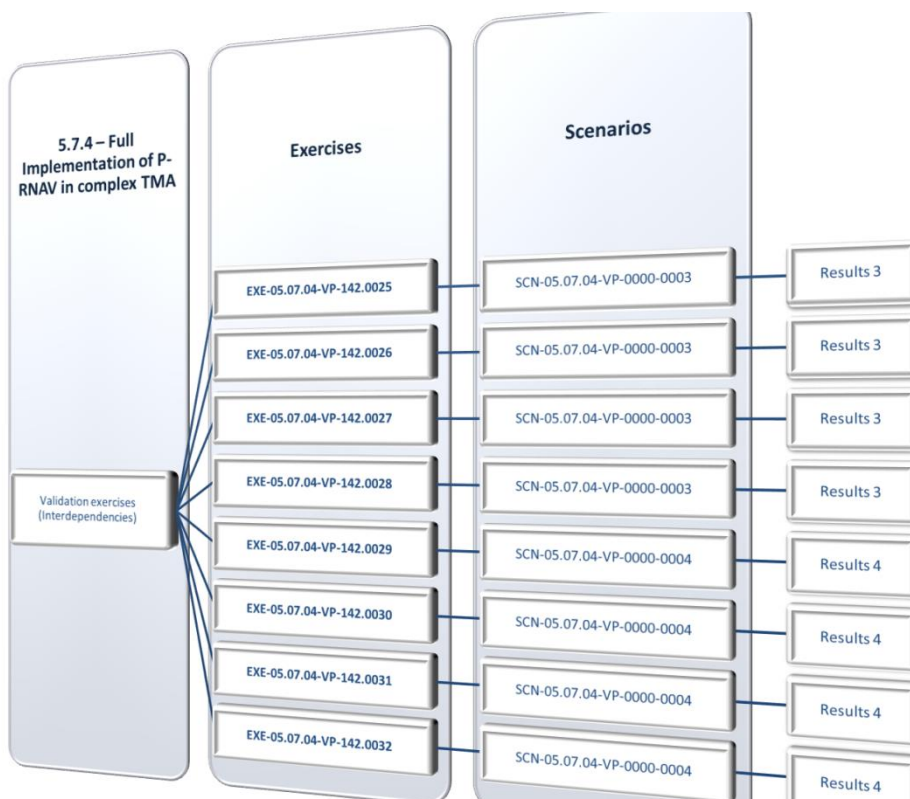 5.7.4 – Full
Implementation of P-
RNAV in complex TMA
Exercises
Scenarios
Validation exercises
(Interdependencies)
EXE-05.07.04-VP-142.0025
SCN-05.07.04-VP-0000-0003
Results 3
EXE-05.07.04-VP-142.0026
SCN-05.07.04-VP-0000-0003
Results 3
EXE-05.07.04-VP-142.0027
SCN-05.07.04-VP-0000-0003
Results 3
EXE-05.07.04-VP-142.0028
SCN-05.07.04-VP-0000-0003
Results 3
EXE-05.07.04-VP-142.0029
SCN-05.07.04-VP-0000-0004
Results 4
EXE-05.07.04-VP-142.0030
SCN-05.07.04-VP-0000-0004
Results 4
EXE-05.07.04-VP-142.0031
SCN-05.07.04-VP-0000-0004
Results 4
EXE-05.07.04-VP-142.0032
SCN-05.07.04-VP-0000-0004
Results 4